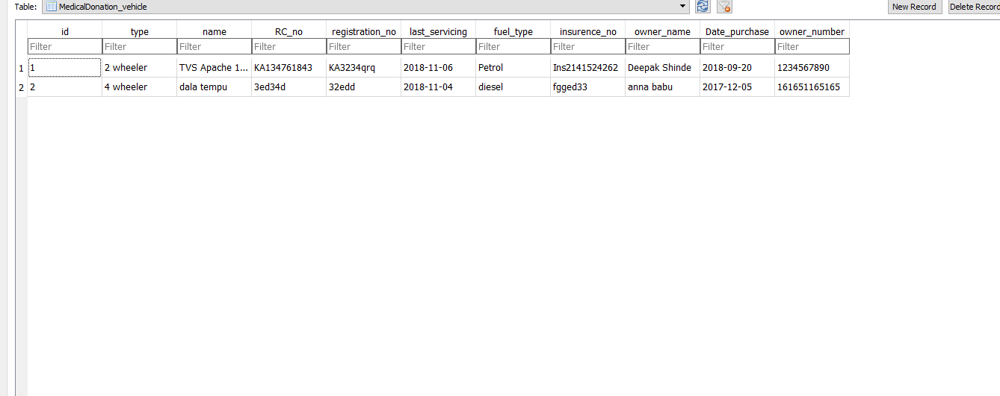 Table: MedicalDonation_vehicle New Record Delete Record
id type name RC_no registration_no last_servicing fuel_type insurence_no owner_name Date_purchase owner_number
Filter Filter Filter Filter Filter Filter Filter Filter Filter Filter Filter
1 1 2 wheeler TVS Apache 1... KA134761843 KA3234qrq 2018-11-06 Petrol Ins2141524262 Deepak Shinde 2018-09-20 1234567890
2 2 4 wheeler dala tempu 3ed34d 32edd 2018-11-04 diesel fgged33 anna babu 2017-12-05 161651165165